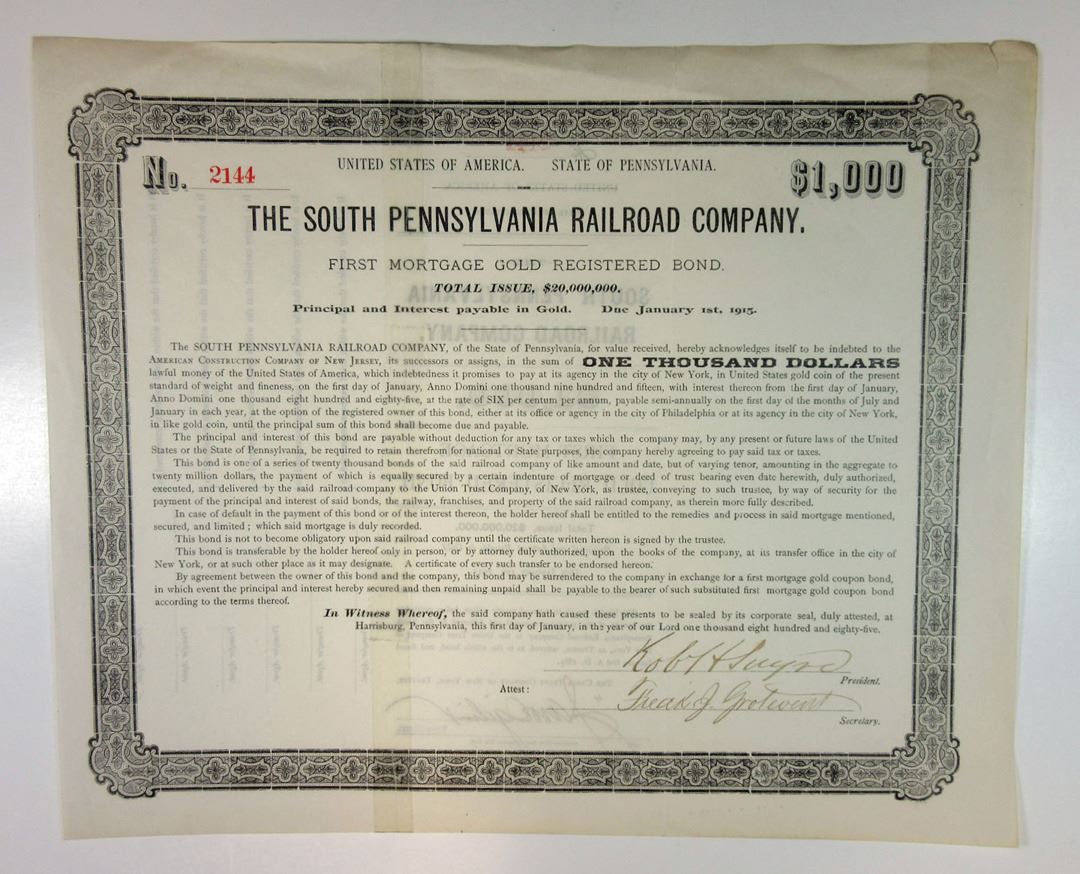 No. 2144
UNITED STATES OF AMERICA. STATE OF PENNSYLVANIA.
$1,000
THE SOUTH PENNSYLVANIA RAILROAD COMPANY.
FIRST MORTGAGE GOLD REGISTERED BOND.
TOTAL ISSUE, $20,000,000.
Principal and Interest payable in Gold. Due January 1st, 1915.
The SOUTH PENNSYLVANIA RAILROAD COMPANY, of the State of Pennsylvania, for value received, hereby acknowledges itself to be indebted to the
American Construction Company of New Jersey, its successors or assigns, in the sum of ONE THOUSAND DOLLARS
lawful money of the United States of America, which indebtedness it promises to pay at its agency in the city of New York, in United States gold coin of the present
standard of weight and fineness, on the first day of January, Anno Domini one thousand nine hundred and fifteen, with interest thereon from the first day of January,
Anno Domini one thousand eight hundred and eighty-five, at the rate of SIX per centum per annum, payable semi-annually on the first day of the months of July and
January in each year, at the option of the registered owner of this bond, either at its office or agency in the city of Philadelphia or at its agency in the city of New York,
in like gold coin, until the principal sum of this bond shall become due and payable.
The principal and interest of this bond are payable without deduction for any tax or taxes which the company may, by any present or future laws of the United
States or the State of Pennsylvania, be required to retain therefrom for national or State purposes, the company hereby agreeing to pay said tax or taxes.
This bond is one of a series of twenty thousand bonds of the said railroad company of like amount and date, but of varying tenor, amounting in the aggregate to
twenty million dollars, the payment of which is equally secured by a certain indenture of mortgage or deed of trust bearing even date herewith, duly authorized,
executed, and delivered by the said railroad company to the Union Trust Company, of New York, as trustee, conveying to such trustee, by way of security for the
payment of the principal and interest of said bonds, the railway, franchises, and property of the said railroad company, as therein more fully described.
In case of default in the payment of this bond or of the interest thereon, the holder hereof shall be entitled to the remedies and process in said mortgage mentioned,
secured, and limited; which said mortgage is duly recorded.
This bond is not to become obligatory upon said railroad company until the certificate written hereon is signed by the trustee.
This bond is transferable by the holder hereof only in person, or by attorney duly authorized, upon the books of the company, at its transfer office in the city of
New York, or at such other place as it may designate. A certificate of every such transfer to be endorsed hereon.
By agreement between the owner of this bond and the company, this bond may be surrendered to the company in exchange for a first mortgage gold coupon bond,
in which event the principal and interest hereby secured and then remaining unpaid shall be payable to the bearer of such substituted first mortgage gold coupon bond
according to the terms thereof.
In Witness Whereof, the said company hath caused these presents to be sealed by its corporate seal, duly attested, at
Harrisburg, Pennsylvania, this first day of January, in the year of our Lord one thousand eight hundred and eighty-five.
Robt H Sayre
President.
Attest:
Secretary.